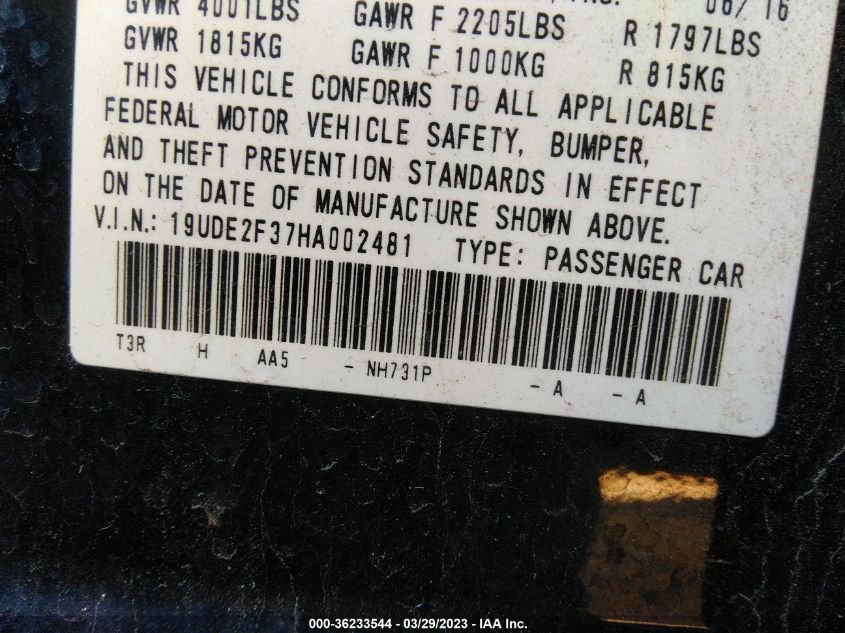 06/16
GVWR 4001LBS GAWR F 2205LBS R 1797LBS
GVWR 1815KG GAWR F 1000KG R 815KG
THIS VEHICLE CONFORMS TO ALL APPLICABLE
FEDERAL MOTOR VEHICLE SAFETY, BUMPER,
AND THEFT PREVENTION STANDARDS IN EFFECT
ON THE DATE OF MANUFACTURE SHOWN ABOVE.
V.I.N.: 19UDE2F37HA002481 TYPE: PASSENGER CAR
T3R H AA5 - NH731P - A - A
000-36233544 - 03/29/2023 - IAA Inc.